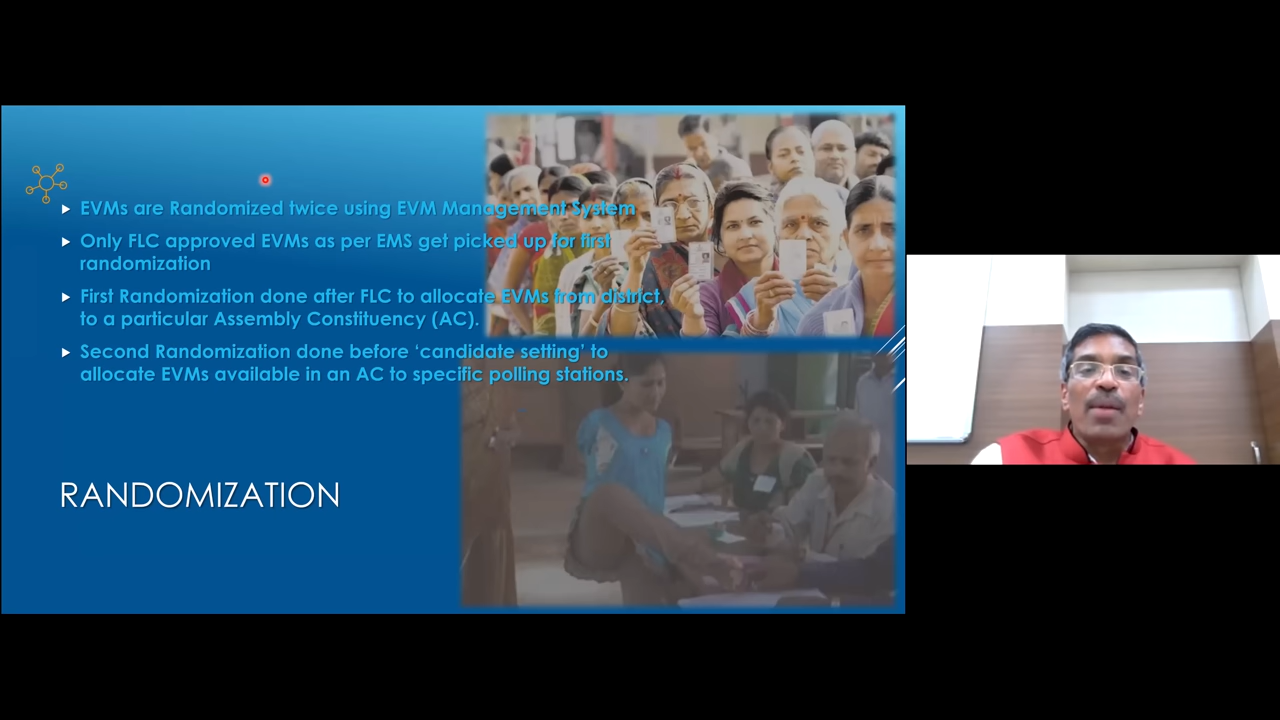 EVMs are Randomized twice using EVM Management System
Only FLC approved EVMs as per EMS get picked up for first
randomization
First Randomization done after FLC to allocate EVMs from district,
to a particular Assembly Constituency (AC).
Second Randomization done before ‘candidate setting’ to
allocate EVMs available in an AC to specific polling stations.
RANDOMIZATION